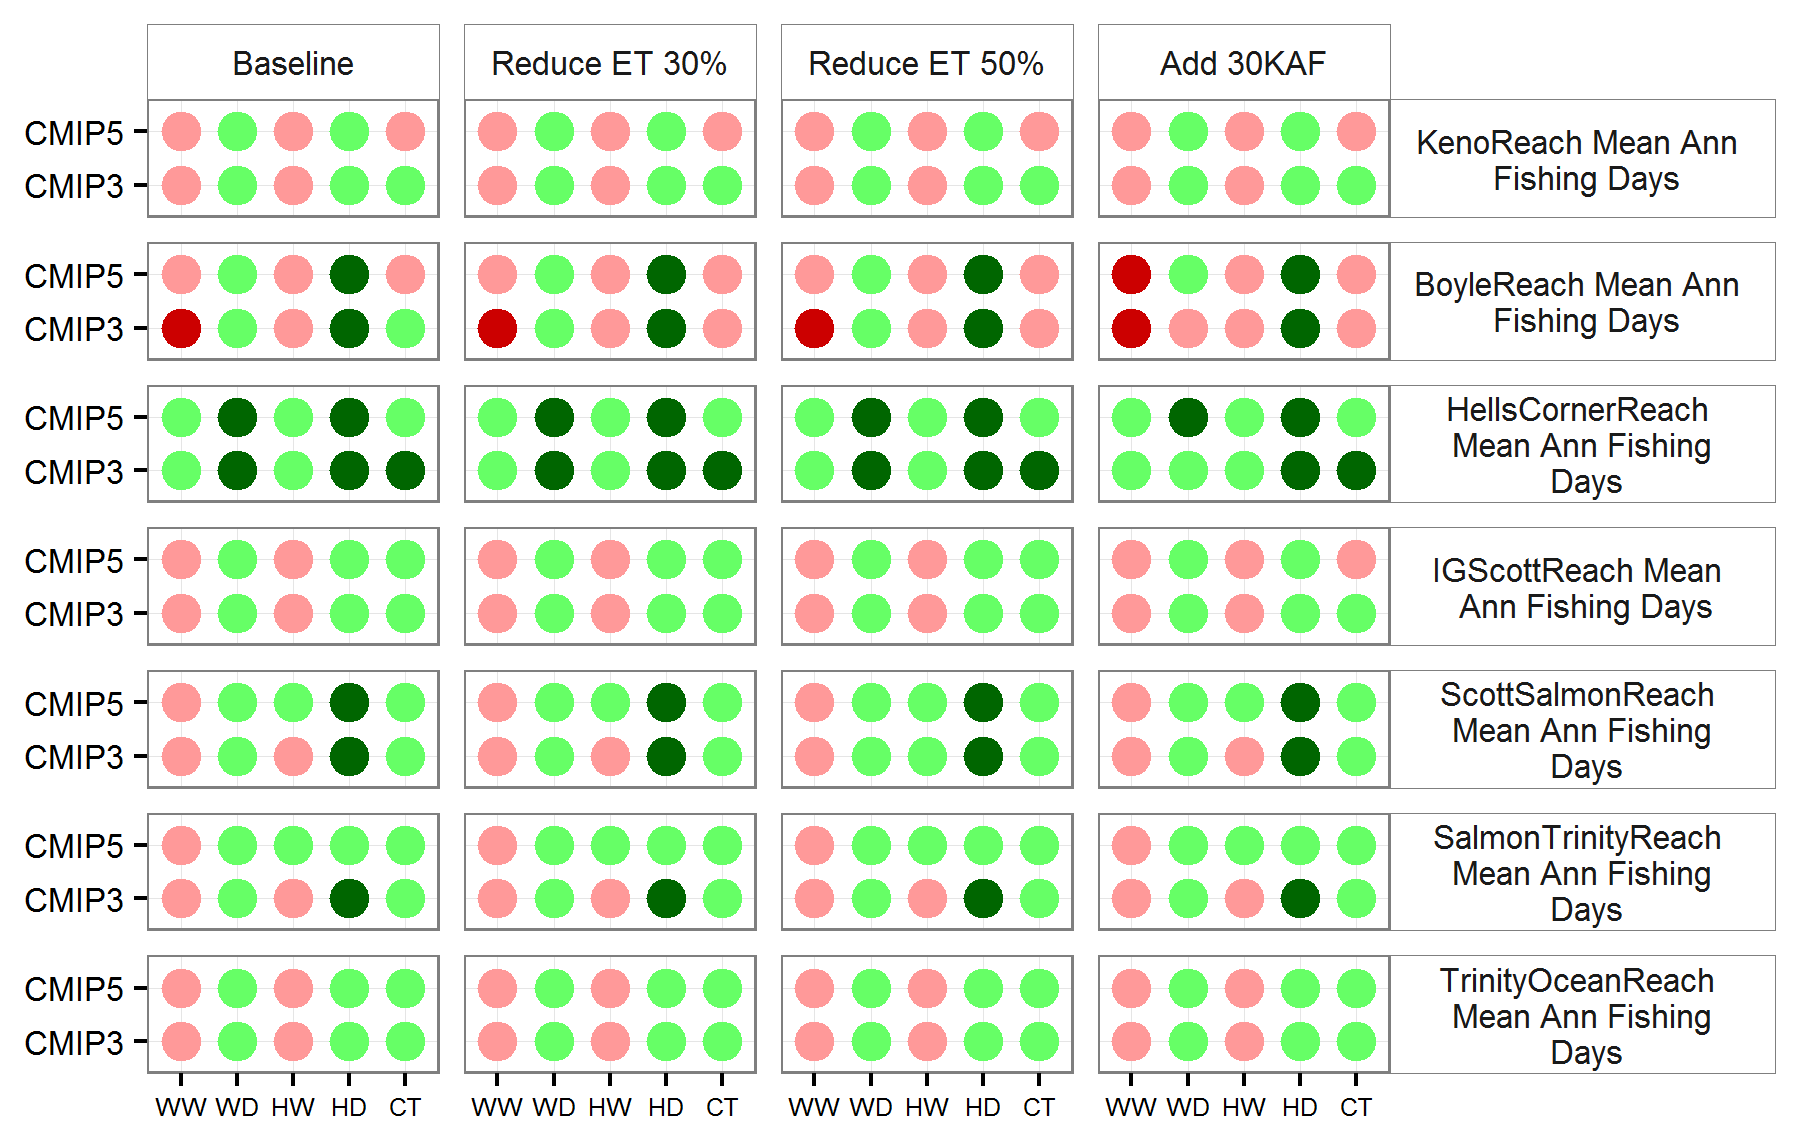 Baseline Reduce ET 30% Reduce ET 50% Add 30KAF
CMIP5
CMIP3
KenoReach Mean Ann
Fishing Days
CMIP5
CMIP3
BoyleReach Mean Ann
Fishing Days
CMIP5
CMIP3
HellsCornerReach
Mean Ann Fishing
Days
CMIP5
CMIP3
IGScottReach Mean
Ann Fishing Days
CMIP5
CMIP3
ScottSalmonReach
Mean Ann Fishing
Days
CMIP5
CMIP3
SalmonTrinityReach
Mean Ann Fishing
Days
CMIP5
CMIP3
TrinityOceanReach
Mean Ann Fishing
Days
WW WD HW HD CT WW WD HW HD CT WW WD HW HD CT WW WD HW HD CT